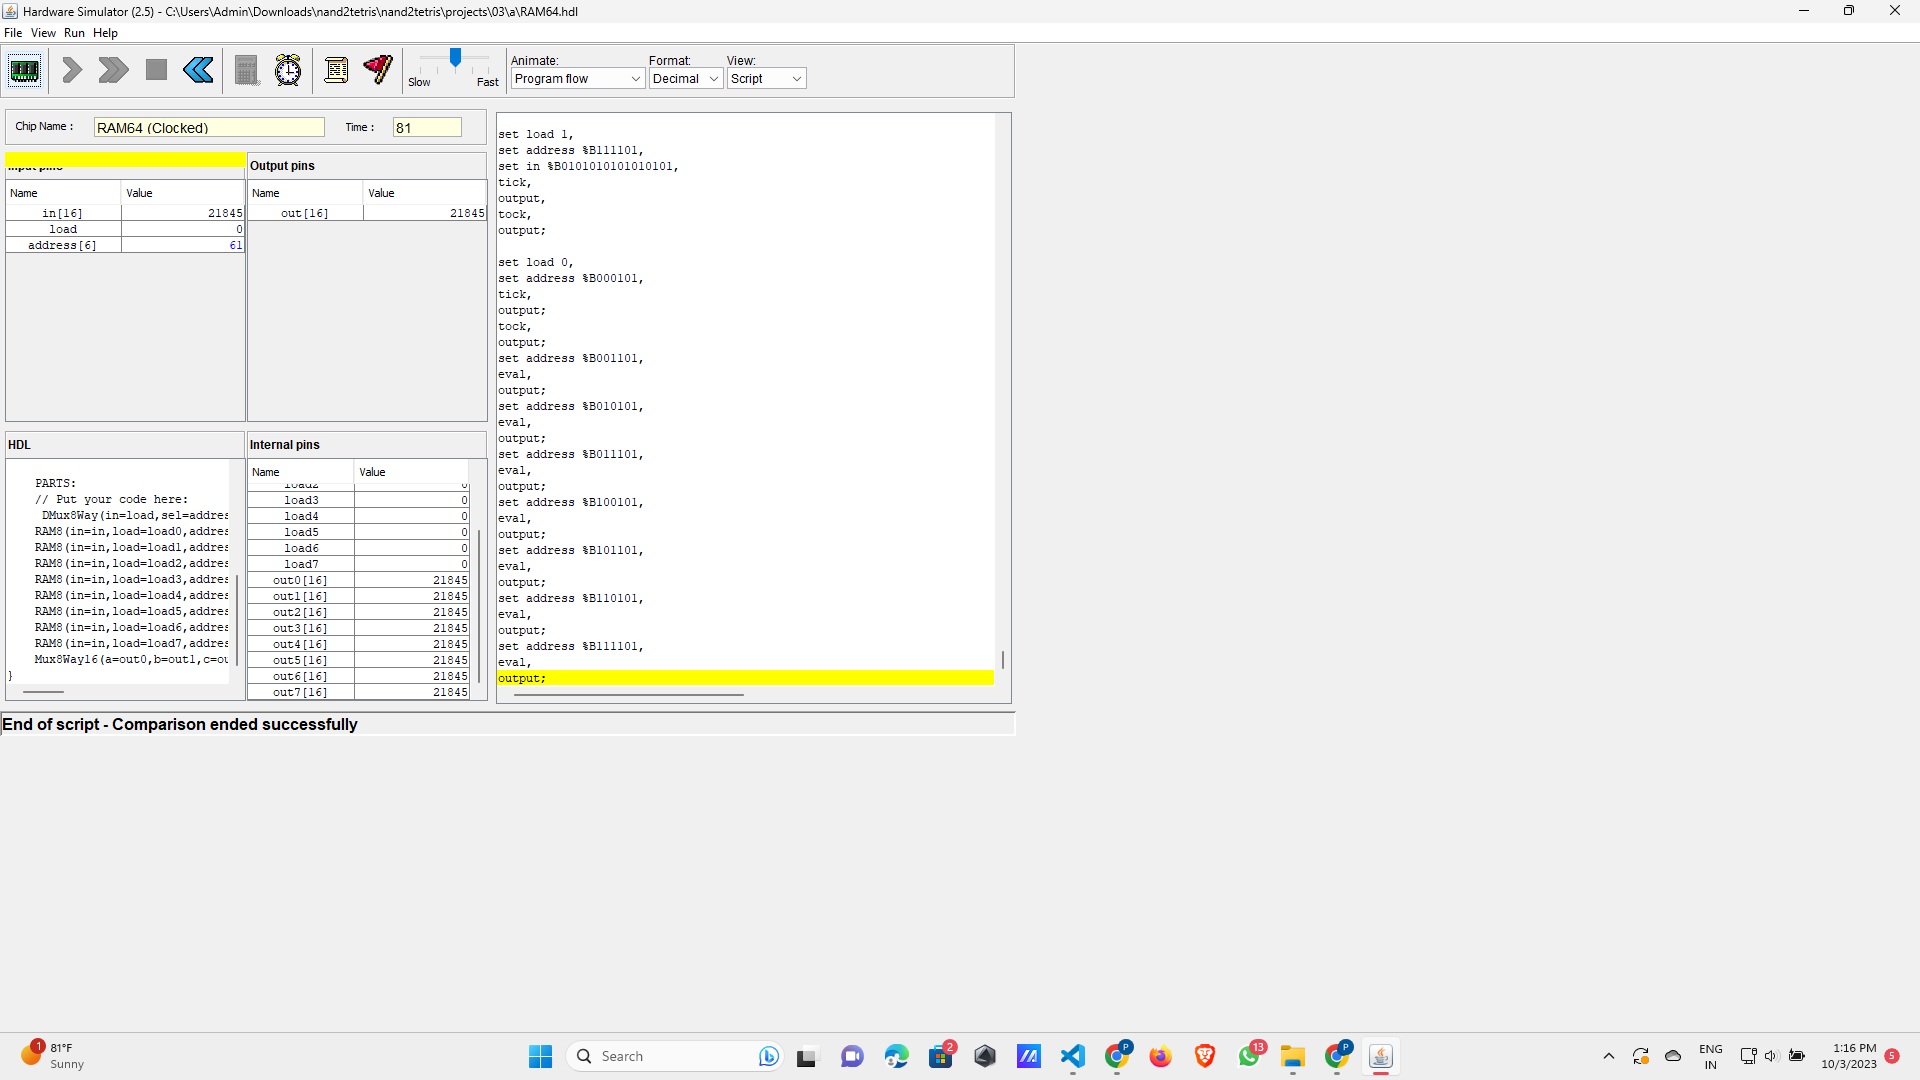 Hardware Simulator (2.5) - C:\Users\Admin\Downloads\nand2tetris\nand2tetris\projects\03\a\RAM64.hdl
File View Run Help
Slow Fast
Animate: Format: View:
Program flow Decimal Script
Chip Name : RAM64 (Clocked) Time : 81
Input pins
Name Value
in[16] 21845
load 0
address[6] 61
Output pins
Name Value
out[16] 21845
HDL
PARTS:
// Put your code here:
DMux8Way(in=load,sel=addres
RAM8(in=in,load=load0,addres
RAM8(in=in,load=load1,addres
RAM8(in=in,load=load2,addres
RAM8(in=in,load=load3,addres
RAM8(in=in,load=load4,addres
RAM8(in=in,load=load5,addres
RAM8(in=in,load=load6,addres
RAM8(in=in,load=load7,addres
Mux8Way16(a=out0,b=out1,c=ou
}
Internal pins
Name Value
load2 0
load3 0
load4 0
load5 0
load6 0
load7 0
out0[16] 21845
out1[16] 21845
out2[16] 21845
out3[16] 21845
out4[16] 21845
out5[16] 21845
out6[16] 21845
out7[16] 21845
set load 1,
set address %B111101,
set in %B0101010101010101,
tick,
output,
tock,
output;
set load 0,
set address %B000101,
tick,
output;
tock,
output;
set address %B001101,
eval,
output;
set address %B010101,
eval,
output;
set address %B011101,
eval,
output;
set address %B100101,
eval,
output;
set address %B101101,
eval,
output;
set address %B110101,
eval,
output;
set address %B111101,
eval,
output;
End of script - Comparison ended successfully
1
81°F
Sunny
Search
2
P
13
P
ENG
IN
1:16 PM
10/3/2023
5